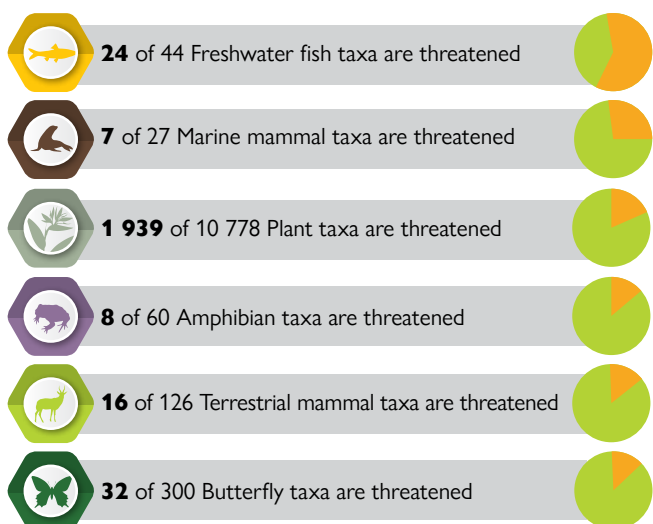 24 of 44 Freshwater fish taxa are threatened
7 of 27 Marine mammal taxa are threatened
1 939 of 10 778 Plant taxa are threatened
8 of 60 Amphibian taxa are threatened
16 of 126 Terrestrial mammal taxa are threatened
32 of 300 Butterfly taxa are threatened